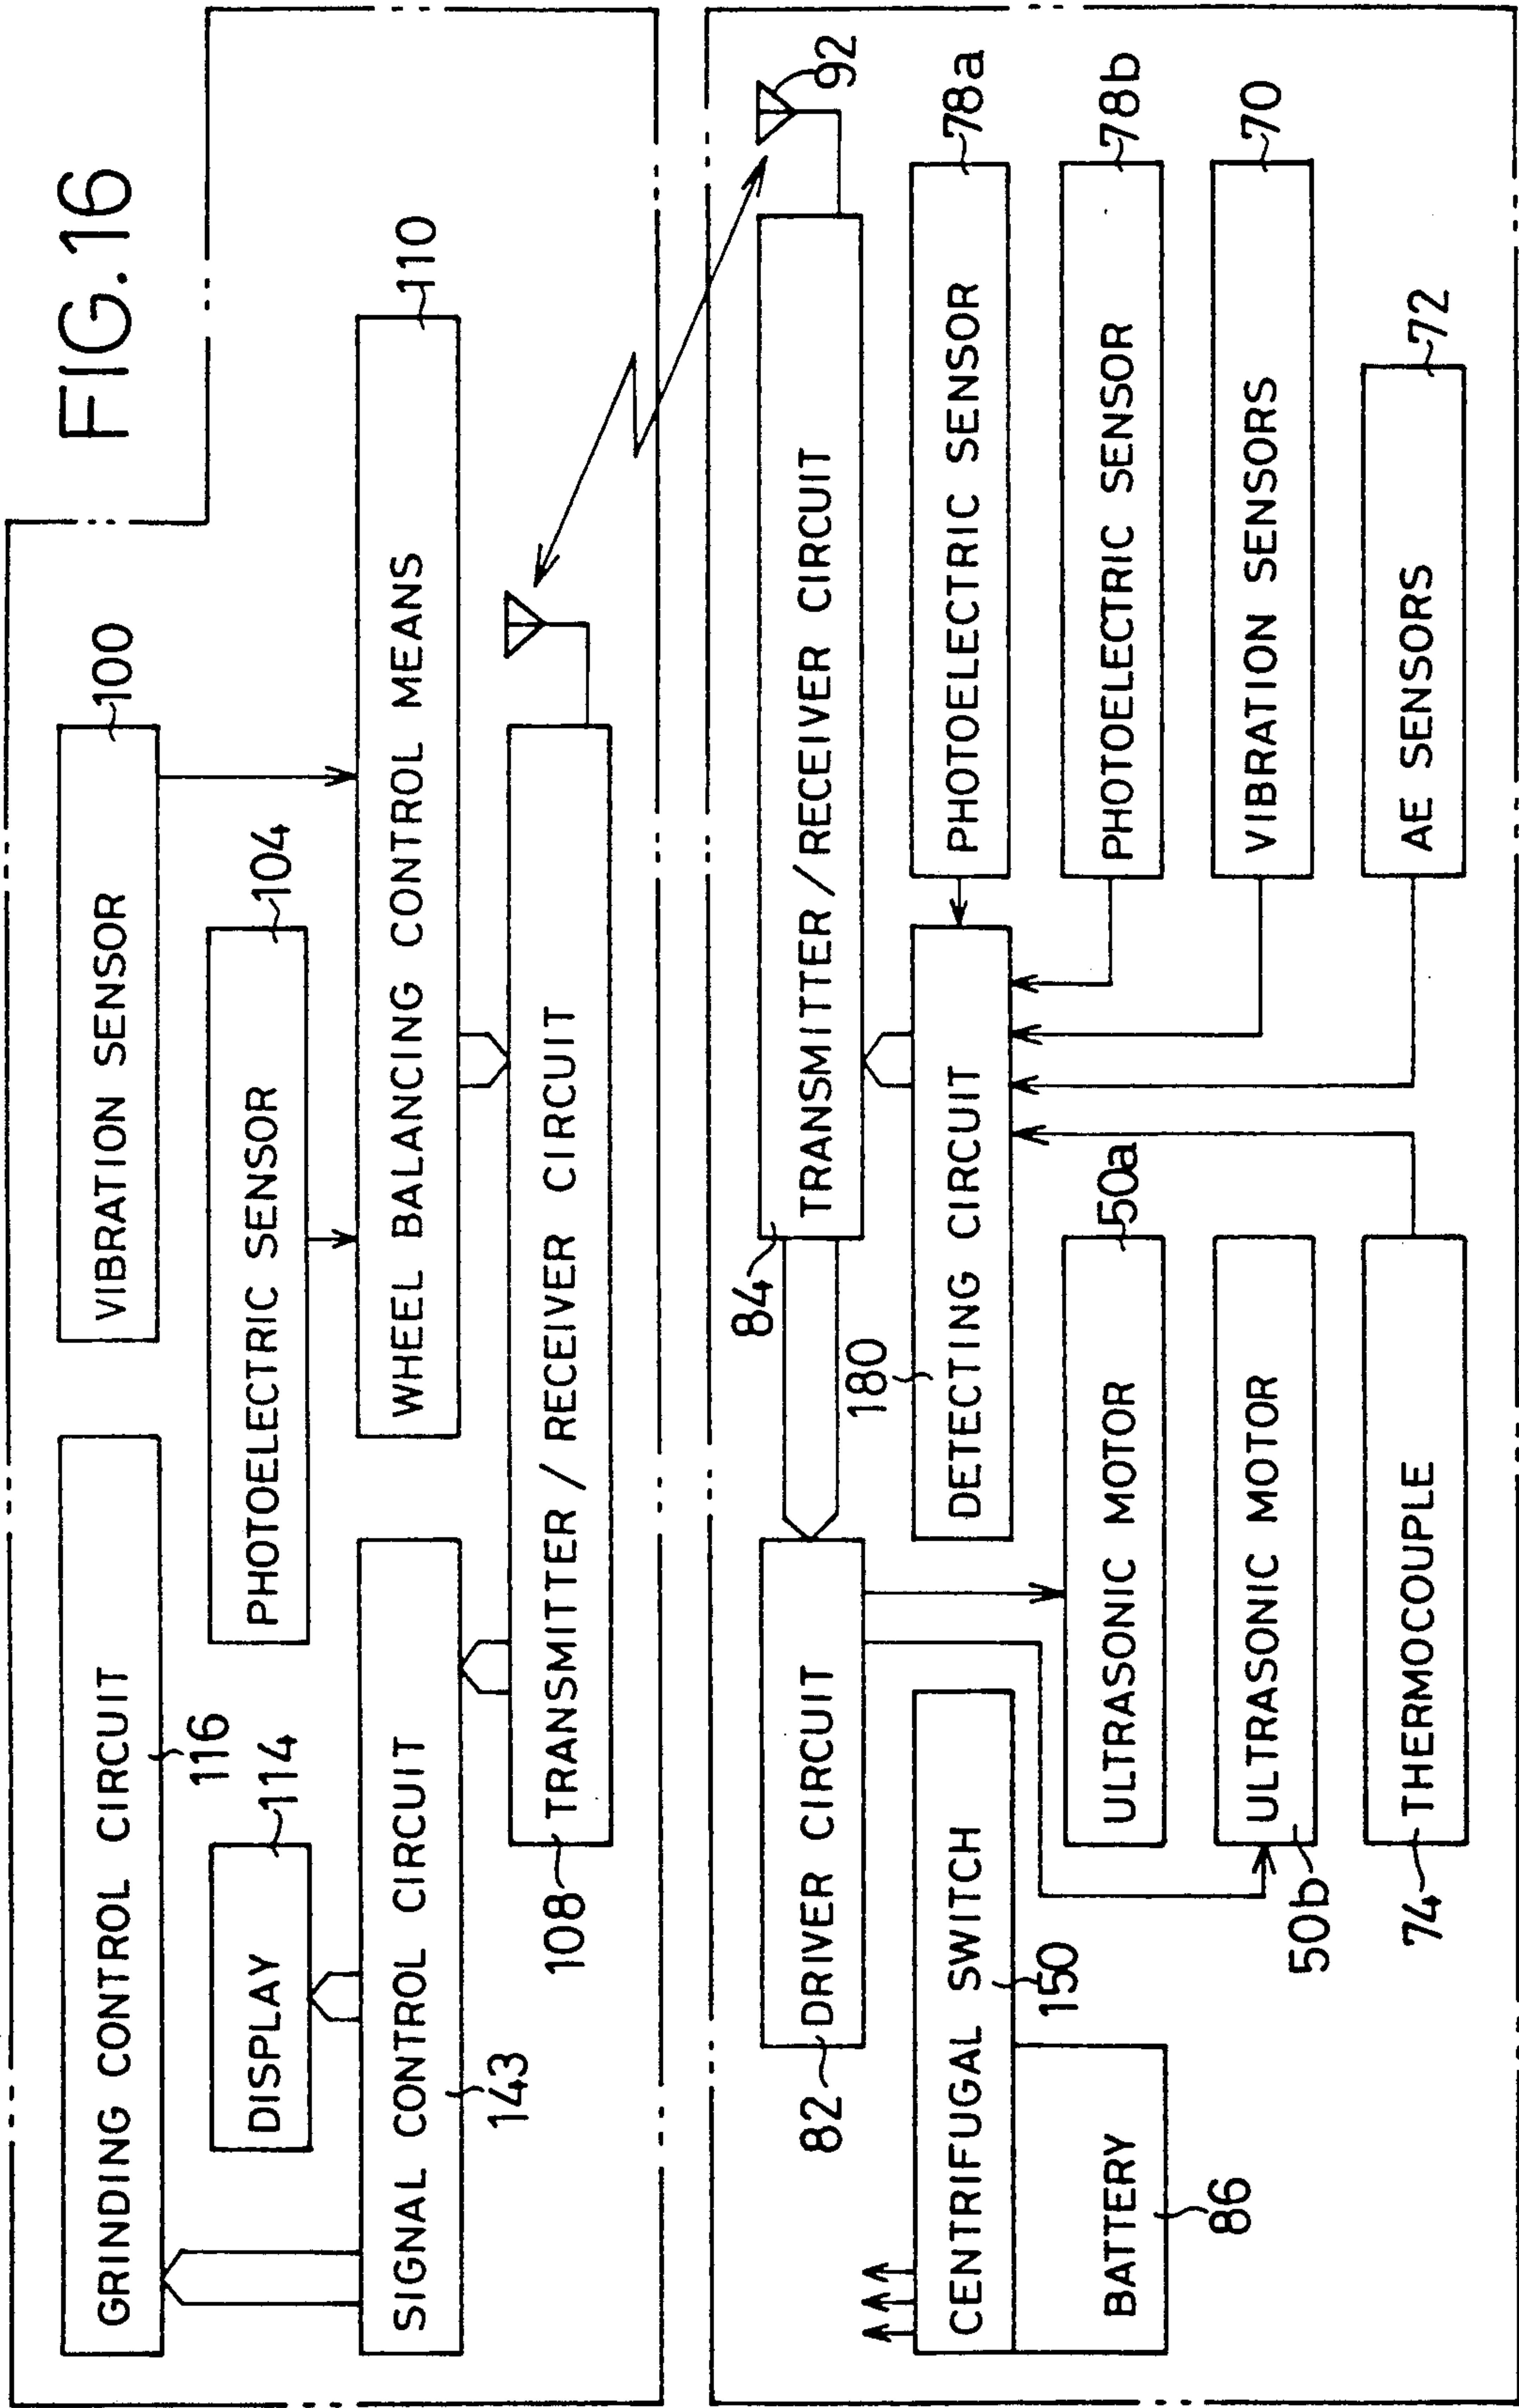 FIG.16
GRINDING CONTROL CIRCUIT
116
VIBRATION SENSOR
100
DISPLAY
114
PHOTOELECTRIC SENSOR
104
SIGNAL CONTROL CIRCUIT
143
WHEEL BALANCING CONTROL MEANS
110
108
TRANSMITTER/RECEIVER CIRCUIT
92
82
DRIVER CIRCUIT
84
TRANSMITTER/RECEIVER CIRCUIT
CENTRIFUGAL SWITCH
150
180
DETECTING CIRCUIT
PHOTOELECTRIC SENSOR
78a
BATTERY
86
ULTRASONIC MOTOR
50a
PHOTOELECTRIC SENSOR
78b
ULTRASONIC MOTOR
50b
VIBRATION SENSORS
70
74
THERMOCOUPLE
AE SENSORS
72